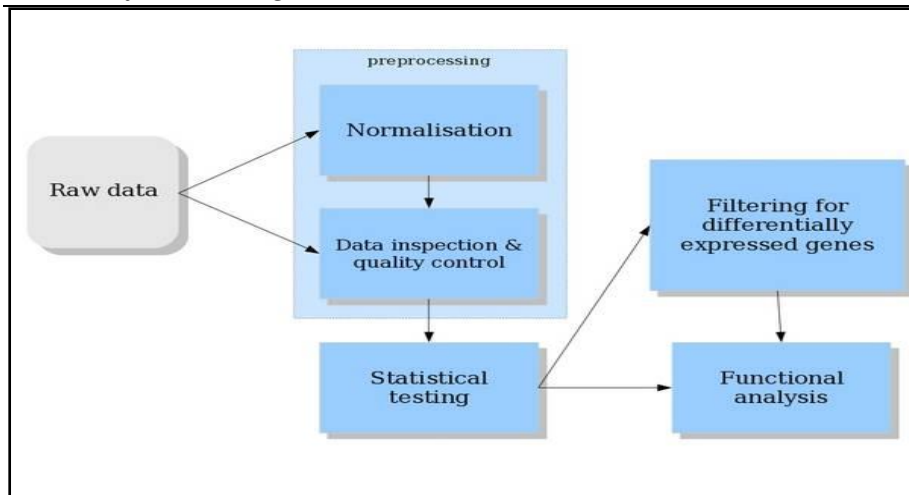 preprocessing
Normalisation
Raw data
Data inspection &
quality control
Filtering for
differentially
expressed genes
Statistical
testing
Functional
analysis